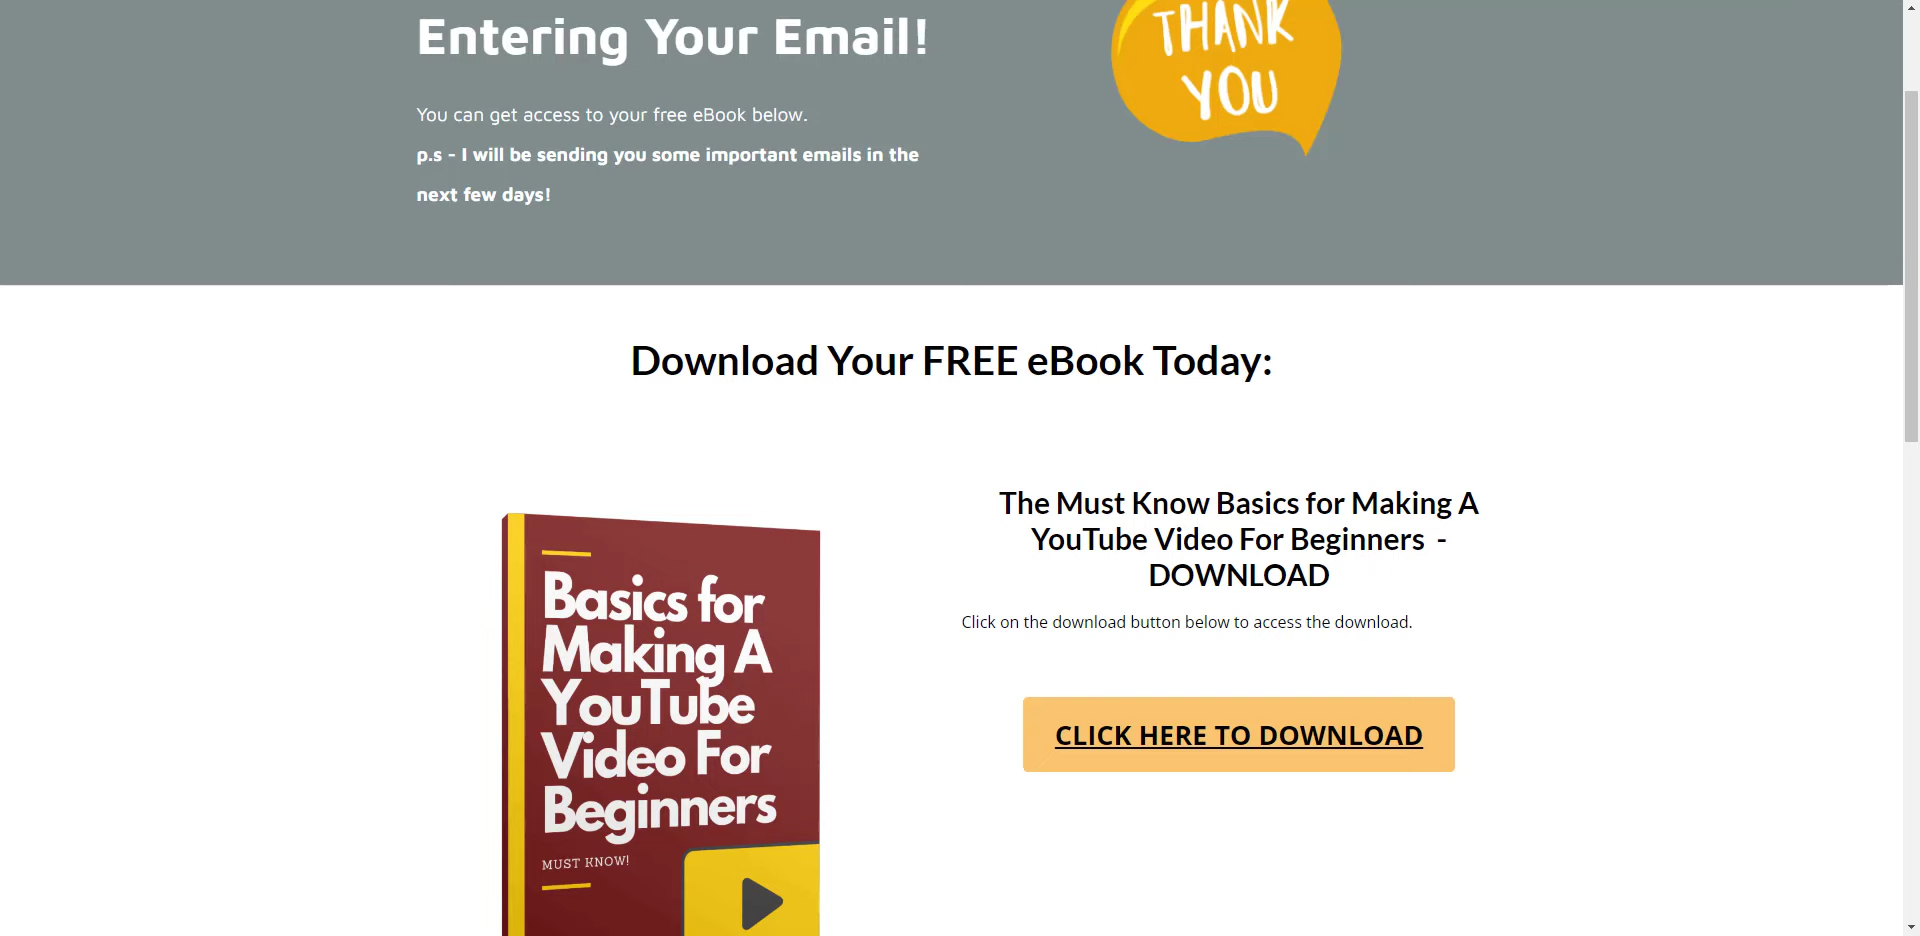 Entering Your Email!
You can get access to your free eBook below.
p.s - I will be sending you some important emails in the
next few days!
THANK
YOU
Download Your FREE eBook Today:
Basics for
Making A
YouTube
Video For
Beginners
MUST KNOW!
The Must Know Basics for Making A
YouTube Video For Beginners -
DOWNLOAD
Click on the download button below to access the download.
CLICK HERE TO DOWNLOAD